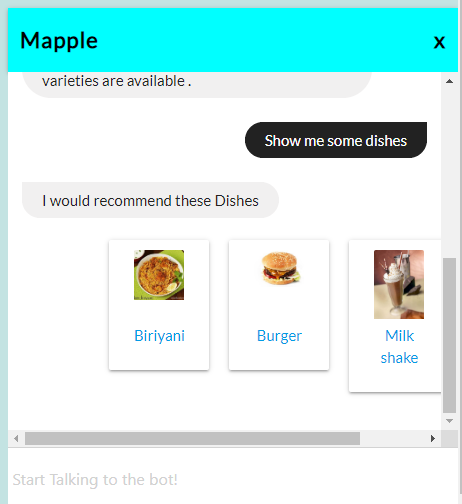 Mapple x
varieties are available .
Show me some dishes
I would recommend these Dishes
Biriyani Burger Milk
shake
Start Talking to the bot!